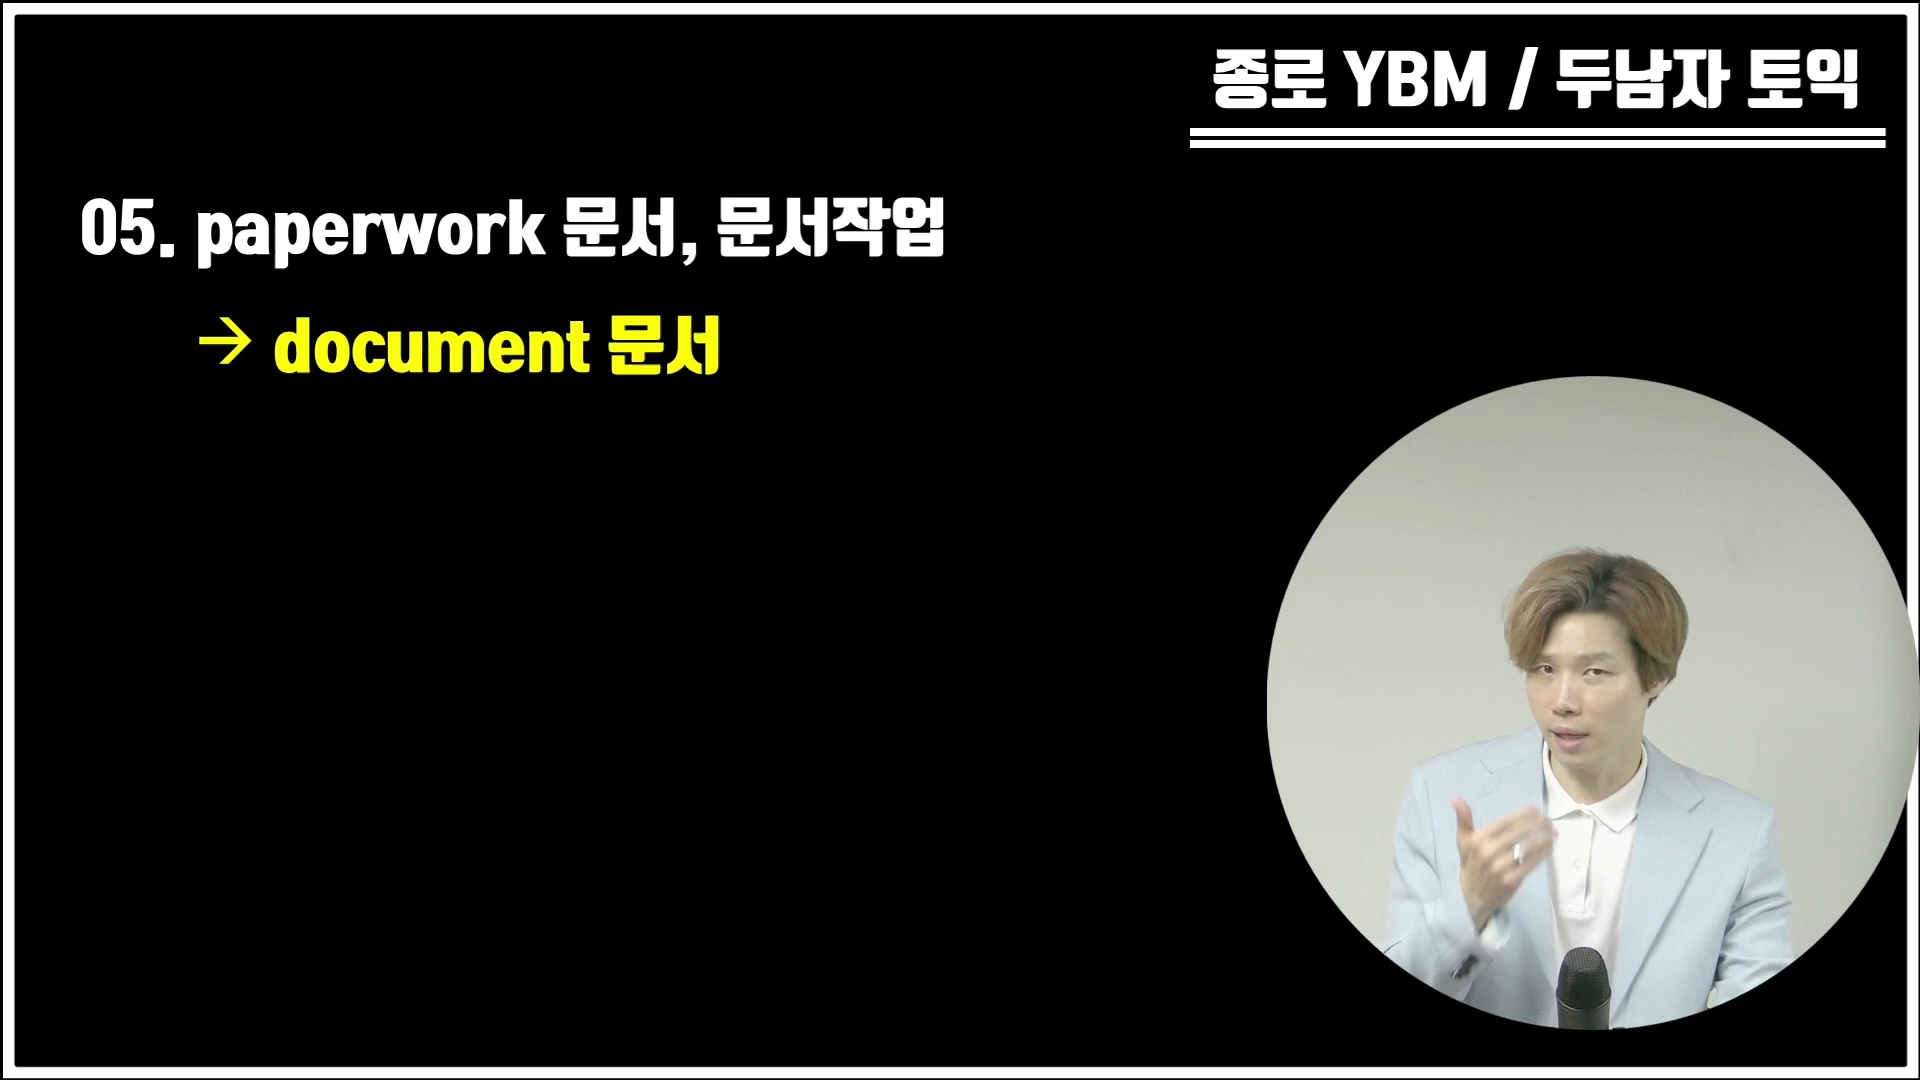 종로 YBM / 두남자 토익
05. paperwork 문서, 문서작업
→ document 문서